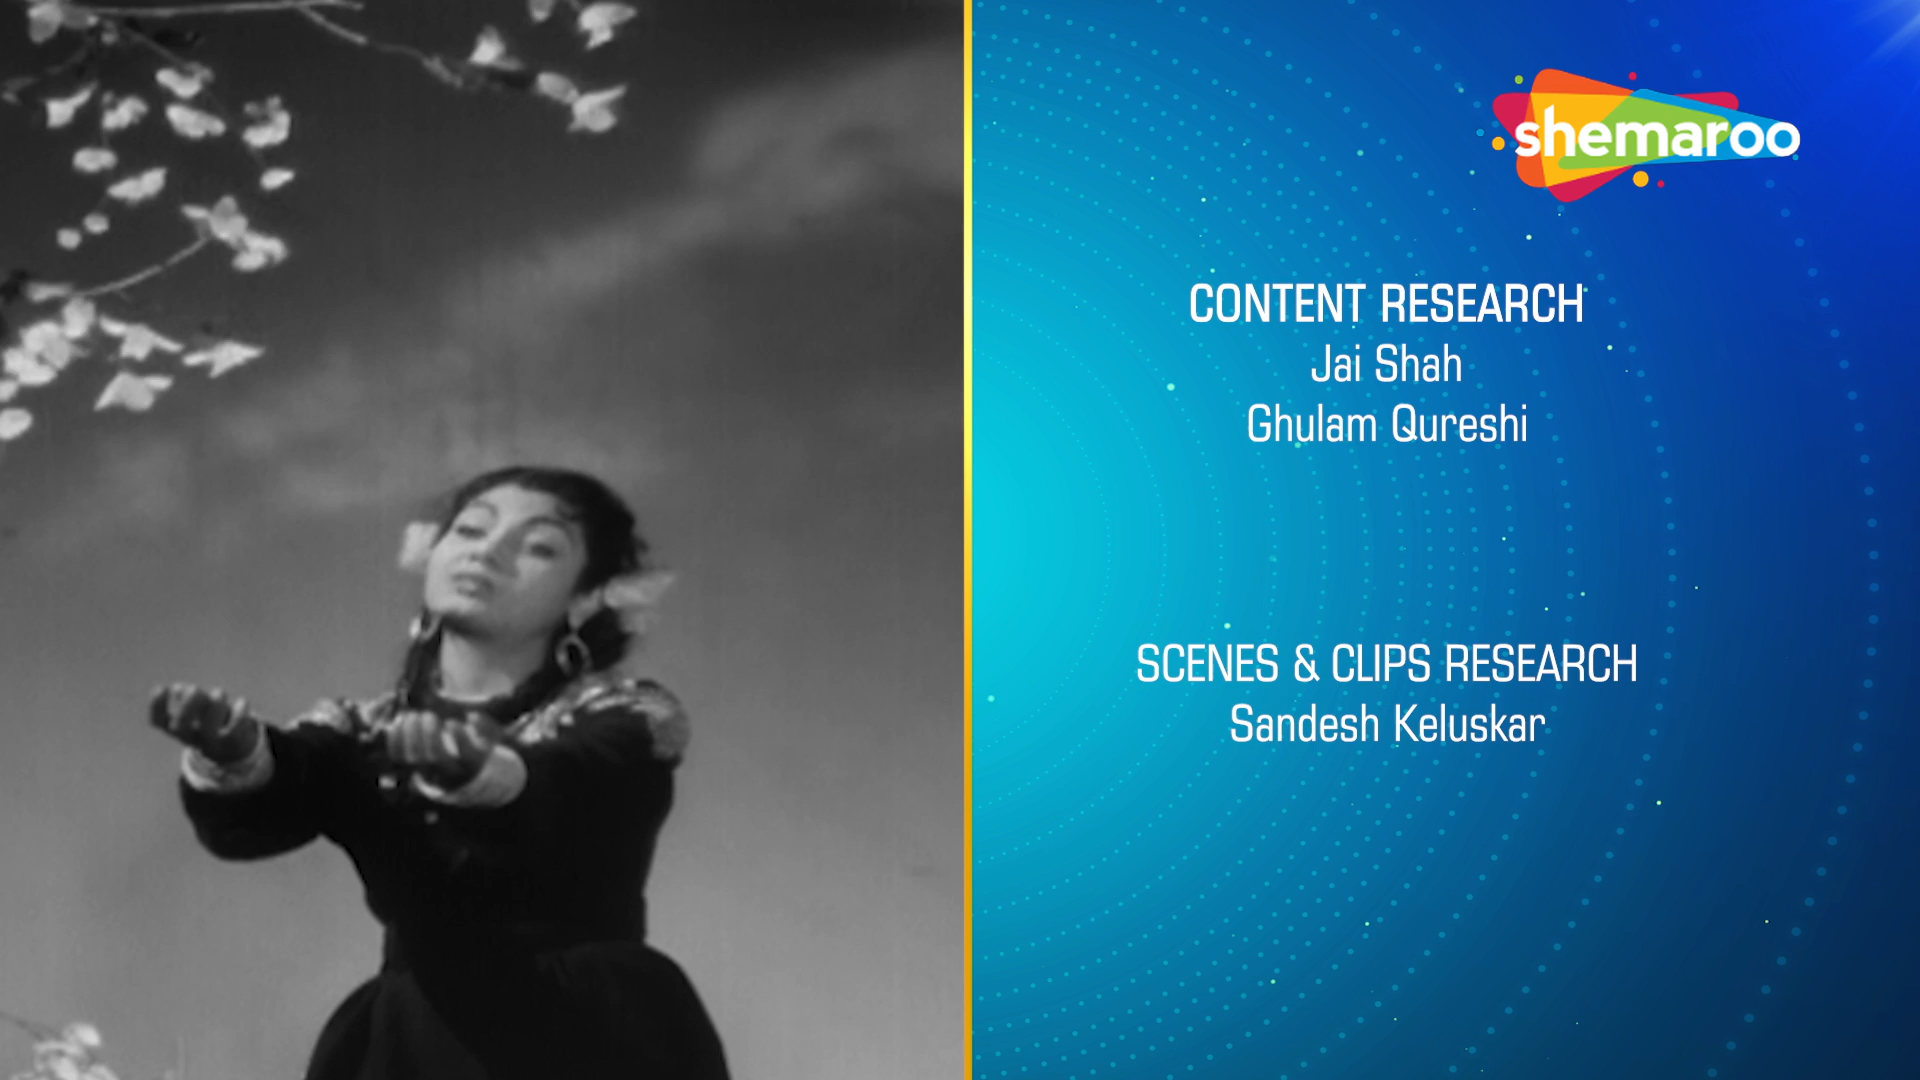 shemaroo
CONTENT RESEARCH
Jai Shah
Ghulam Qureshi
SCENES & CLIPS RESEARCH
Sandesh Keluskar